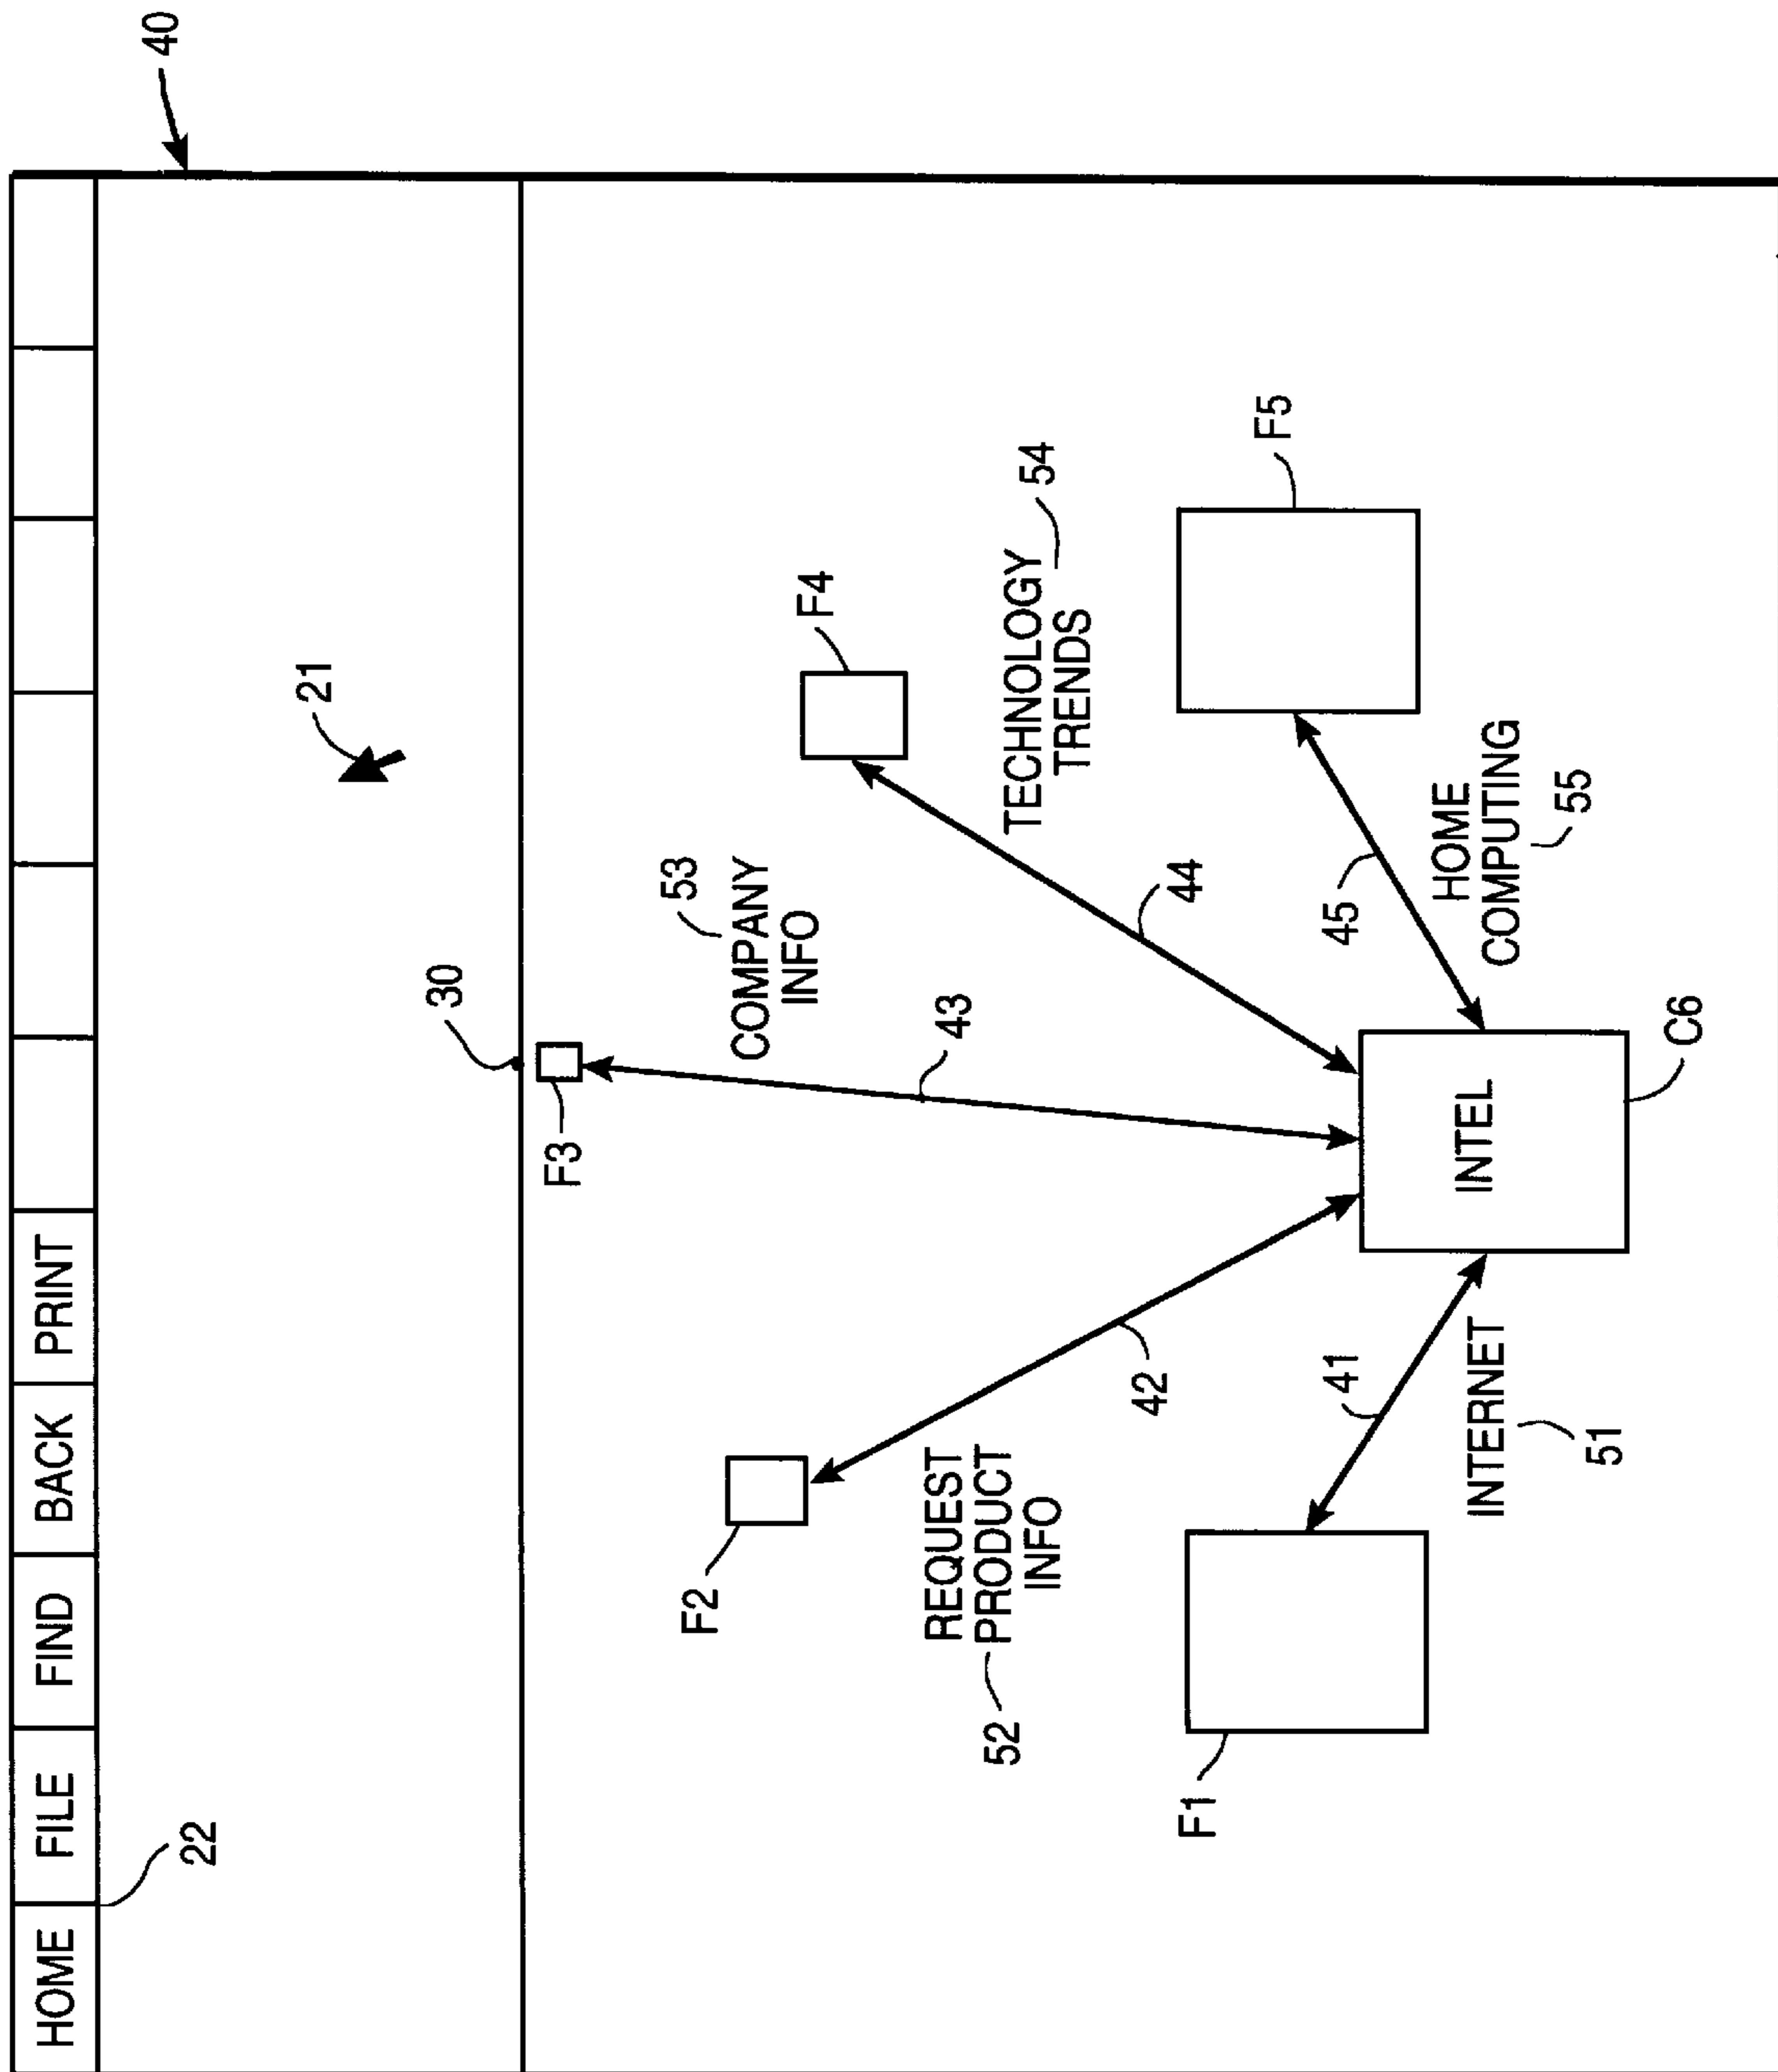 HOME FILE FIND BACK PRINT
40
22
21
30
F3
53
COMPANY
INFO
F2
F4
43
REQUEST
PRODUCT
INFO
52
TECHNOLOGY
TRENDS
54
42
44
F1
41
45
F5
INTERNET
51
INTEL
HOME
COMPUTING
55
C6